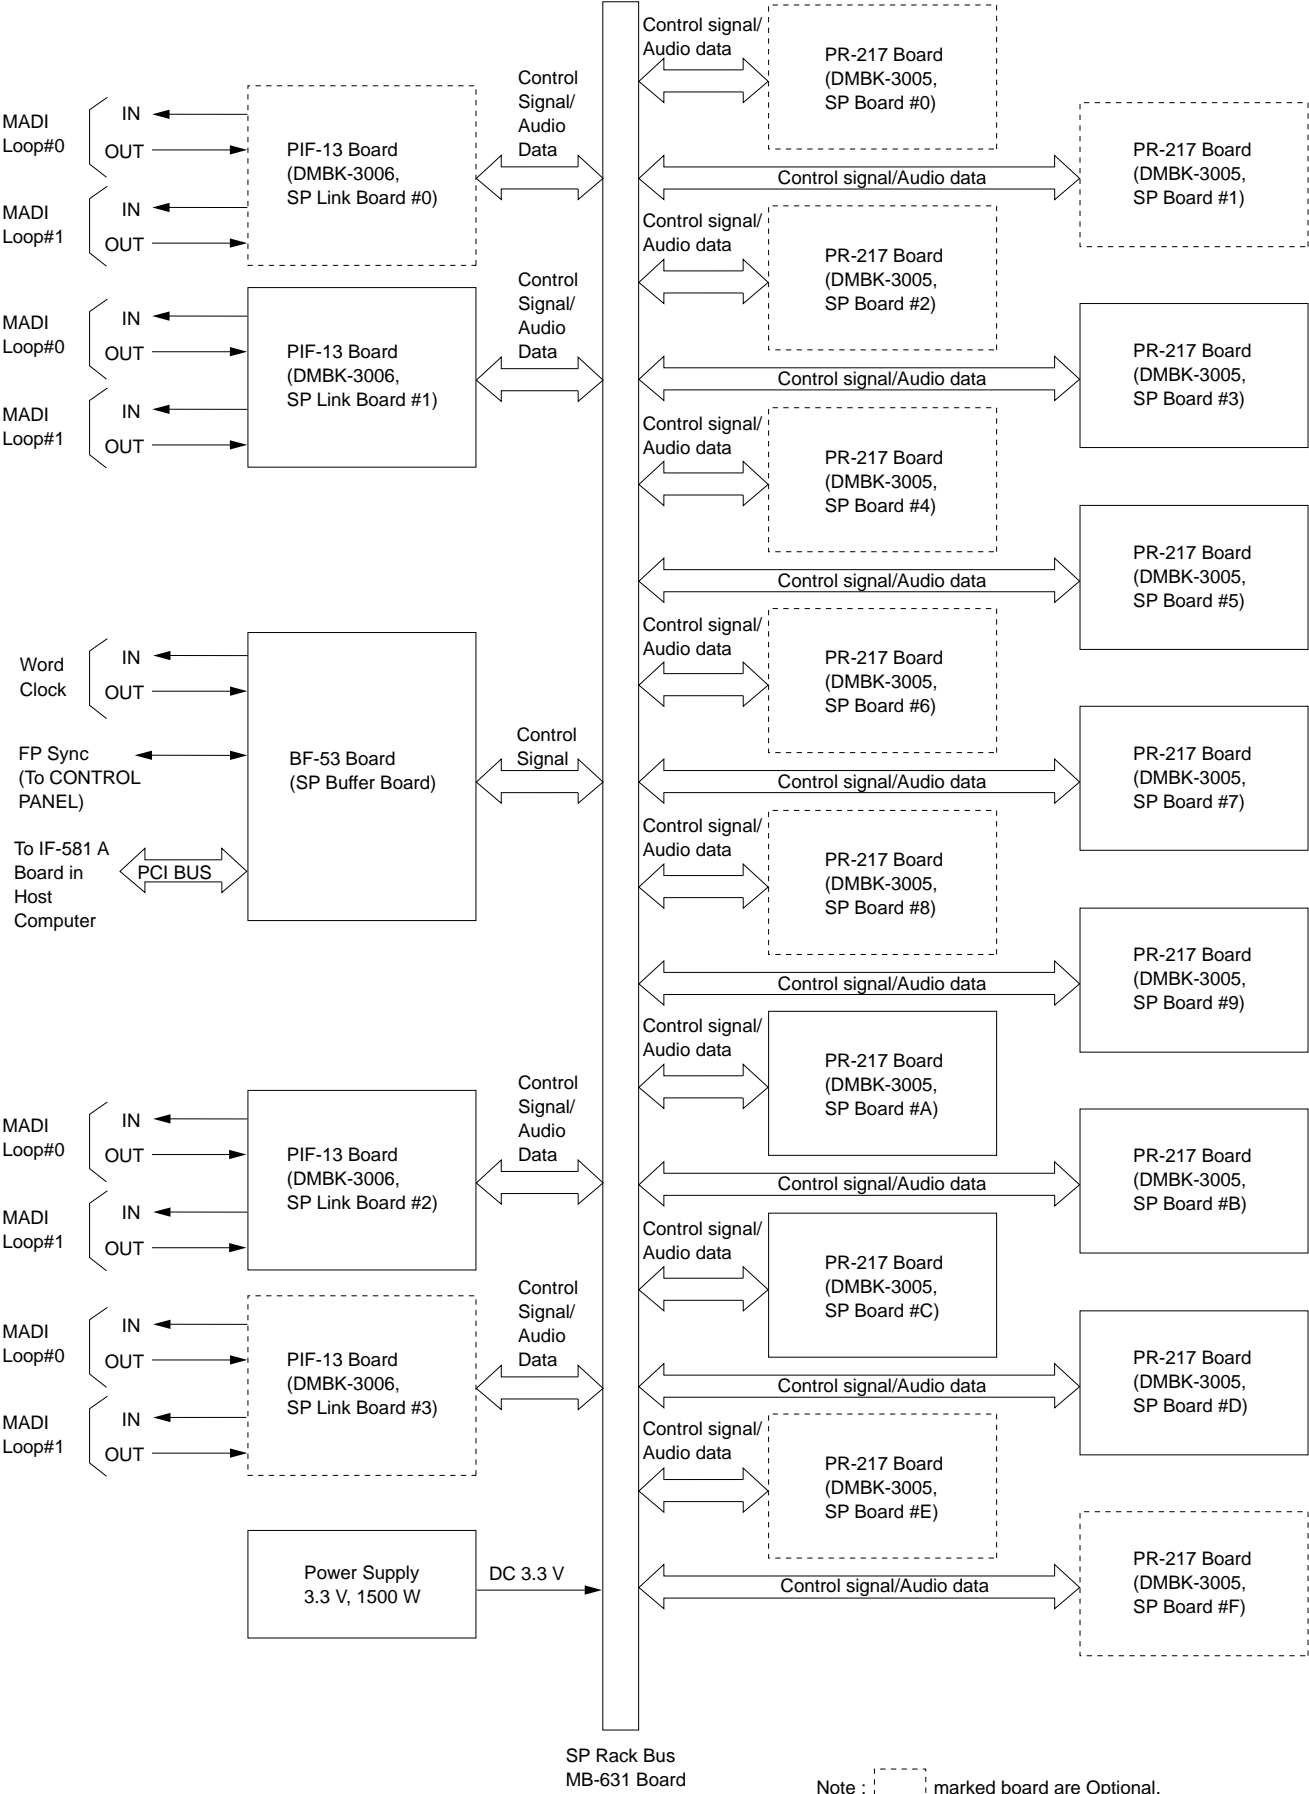 MADI
Loop#0
IN
OUT
MADI
Loop#1
IN
OUT
PIF-13 Board
(DMBK-3006,
SP Link Board #0)
Control
Signal/
Audio
Data
MADI
Loop#0
IN
OUT
MADI
Loop#1
IN
OUT
PIF-13 Board
(DMBK-3006,
SP Link Board #1)
Control
Signal/
Audio
Data
Word
Clock
IN
OUT
FP Sync
(To CONTROL
PANEL)
To IF-581 A
Board in
Host
Computer
PCI BUS
BF-53 Board
(SP Buffer Board)
Control
Signal
MADI
Loop#0
IN
OUT
MADI
Loop#1
IN
OUT
PIF-13 Board
(DMBK-3006,
SP Link Board #2)
Control
Signal/
Audio
Data
MADI
Loop#0
IN
OUT
MADI
Loop#1
IN
OUT
PIF-13 Board
(DMBK-3006,
SP Link Board #3)
Control
Signal/
Audio
Data
Power Supply
3.3 V, 1500 W
DC 3.3 V
SP Rack Bus
MB-631 Board
Control signal/
Audio data
PR-217 Board
(DMBK-3005,
SP Board #0)
Control signal/Audio data
PR-217 Board
(DMBK-3005,
SP Board #1)
Control signal/
Audio data
PR-217 Board
(DMBK-3005,
SP Board #2)
Control signal/Audio data
PR-217 Board
(DMBK-3005,
SP Board #3)
Control signal/
Audio data
PR-217 Board
(DMBK-3005,
SP Board #4)
Control signal/Audio data
PR-217 Board
(DMBK-3005,
SP Board #5)
Control signal/
Audio data
PR-217 Board
(DMBK-3005,
SP Board #6)
Control signal/Audio data
PR-217 Board
(DMBK-3005,
SP Board #7)
Control signal/
Audio data
PR-217 Board
(DMBK-3005,
SP Board #8)
Control signal/Audio data
PR-217 Board
(DMBK-3005,
SP Board #9)
Control signal/
Audio data
PR-217 Board
(DMBK-3005,
SP Board #A)
Control signal/Audio data
PR-217 Board
(DMBK-3005,
SP Board #B)
Control signal/
Audio data
PR-217 Board
(DMBK-3005,
SP Board #C)
Control signal/Audio data
PR-217 Board
(DMBK-3005,
SP Board #D)
Control signal/
Audio data
PR-217 Board
(DMBK-3005,
SP Board #E)
Control signal/Audio data
PR-217 Board
(DMBK-3005,
SP Board #F)
Note : marked board are Optional.